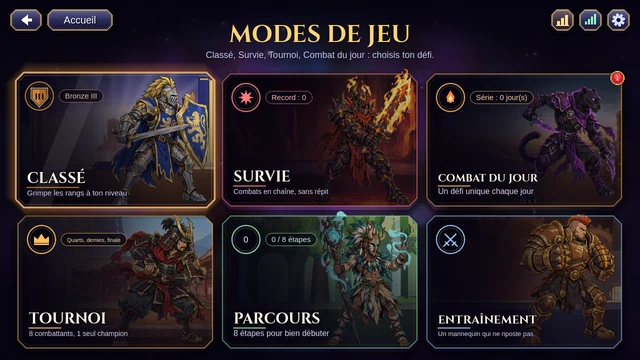 Accueil
MODES DE JEU
Classé, Survie, Tournoi, Combat du jour : choisis ton défi.
Bronze III
CLASSÉ
Grimpe les rangs à ton niveau
Record : 0
SURVIE
Combats en chaîne, sans répit
Série : 0 jour(s)
COMBAT DU JOUR
Un défi unique chaque jour
Quarts, demies, finale
TOURNOI
8 combattants, 1 seul champion
0
0 / 8 étapes
PARCOURS
8 étapes pour bien débuter
ENTRAÎNEMENT
Un mannequin qui ne riposte pas